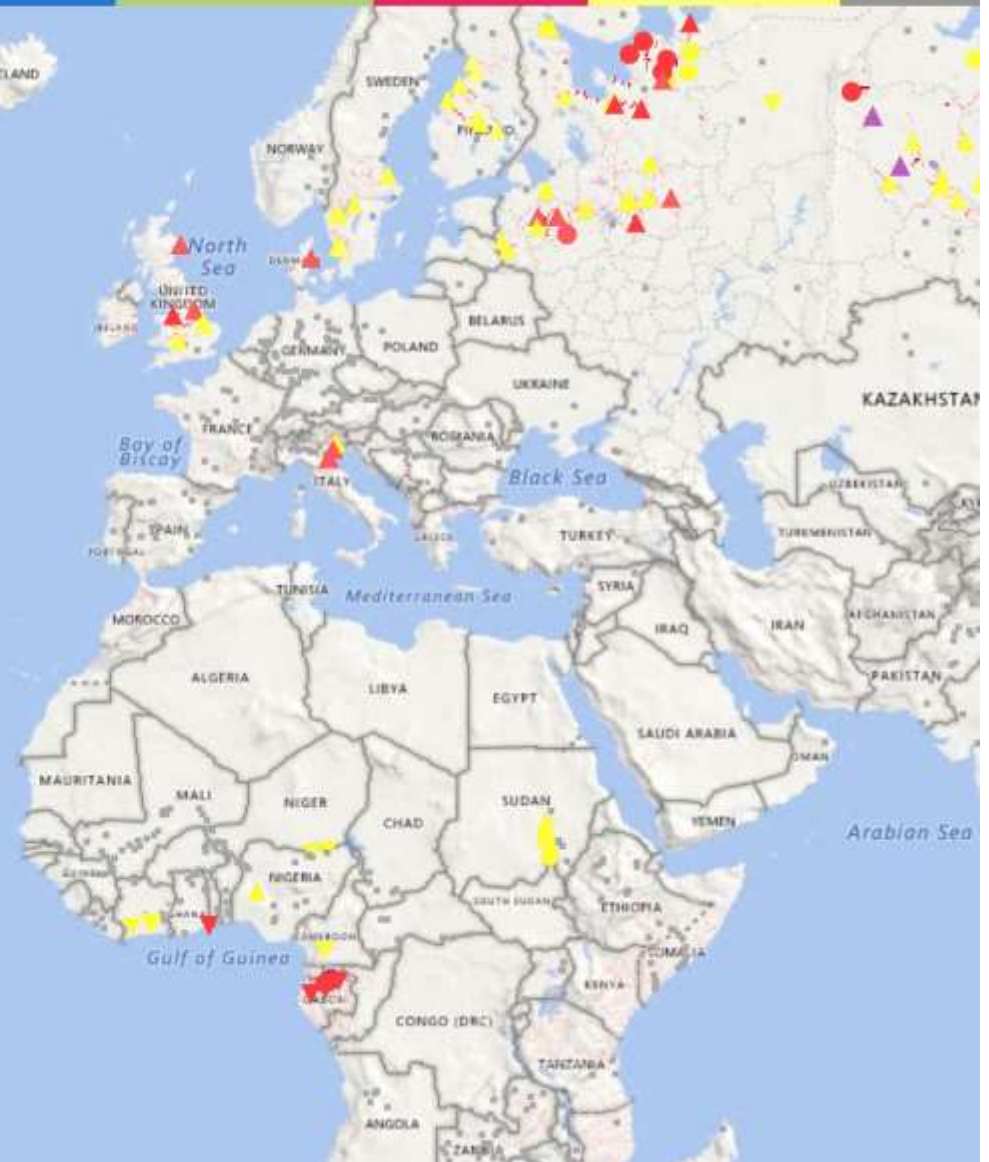 SWEDEN
NORWAY
North
Sea
UNITED
KINGDOM
IRELAND
BELARUS
GERMANY
POLAND
UKRAINE
KAZAKHSTAN
FRANCE
ROMANIA
Bay of
Biscay
ITALY
Black Sea
UZBEKISTAN
SPAIN
PORTUGAL
GREECE
TURKEY
TURKMENISTAN
TUNISIA
Mediterranean Sea
SYRIA
MOROCCO
IRAQ
IRAN
AFGHANISTAN
ALGERIA
LIBYA
EGYPT
PAKISTAN
SAUDI ARABIA
OMAN
MAURITANIA
MALI
NIGER
CHAD
SUDAN
YEMEN
Arabian Sea
NIGERIA
SOUTH SUDAN
ETHIOPIA
CAMEROON
SOMALIA
Gulf of Guinea
KENYA
GABON
CONGO (DRC)
TANZANIA
ANGOLA
ZAMBIA